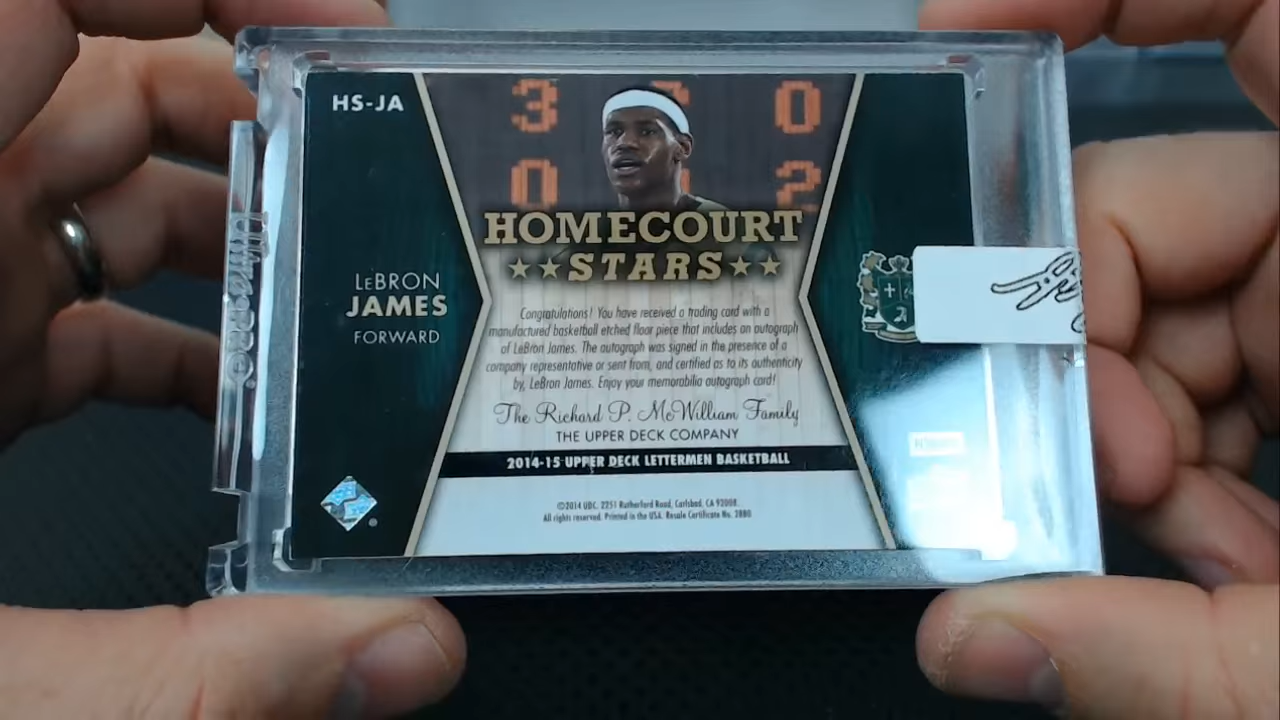 HS-JA
3 0
0 2
HOMECOURT
STARS
LEBRON
JAMES
FORWARD
Congratulations! You have received a trading card with a
manufactured basketball etched floor piece that includes an autograph
of LeBron James. The autograph was signed in the presence of a
company representative or sent from, and certified as to its authenticity
by, LeBron James. Enjoy your memorabilia autograph card!
The Richard P. McWilliam Family
THE UPPER DECK COMPANY
2014-15 UPPER DECK LETTERMEN BASKETBALL
©2014 UDC. 2251 Rutherford Road, Carlsbad, CA 92008.
All rights reserved. Printed in the USA. Resale Certificate No. 2880
ULTRA·PRO®